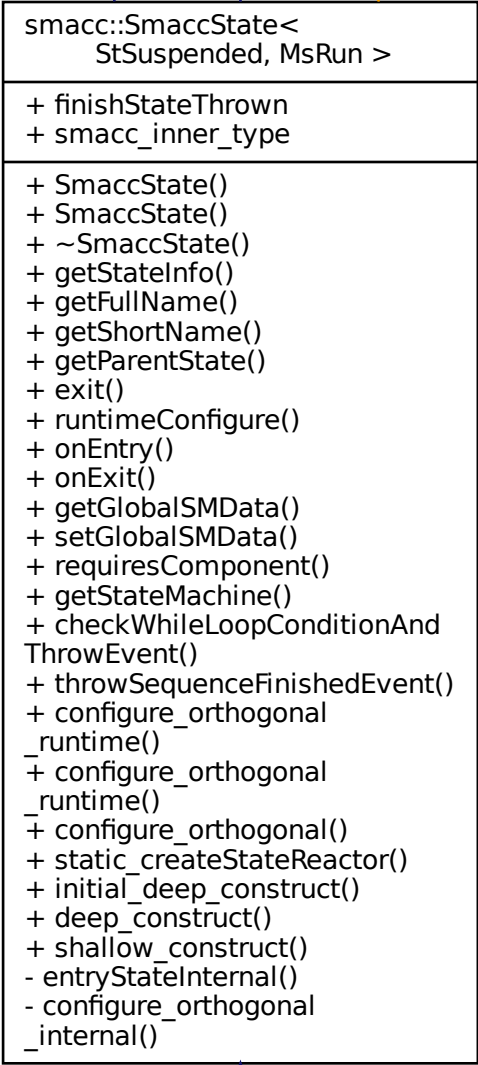 smacc::SmaccState<
StSuspended, MsRun >
+ finishStateThrown
+ smacc_inner_type
+ SmaccState()
+ SmaccState()
+ ~SmaccState()
+ getStateInfo()
+ getFullName()
+ getShortName()
+ getParentState()
+ exit()
+ runtimeConfigure()
+ onEntry()
+ onExit()
+ getGlobalSMData()
+ setGlobalSMData()
+ requiresComponent()
+ getStateMachine()
+ checkWhileLoopConditionAnd
ThrowEvent()
+ throwSequenceFinishedEvent()
+ configure_orthogonal
_runtime()
+ configure_orthogonal
_runtime()
+ configure_orthogonal()
+ static_createStateReactor()
+ initial_deep_construct()
+ deep_construct()
+ shallow_construct()
- entryStateInternal()
- configure_orthogonal
_internal()